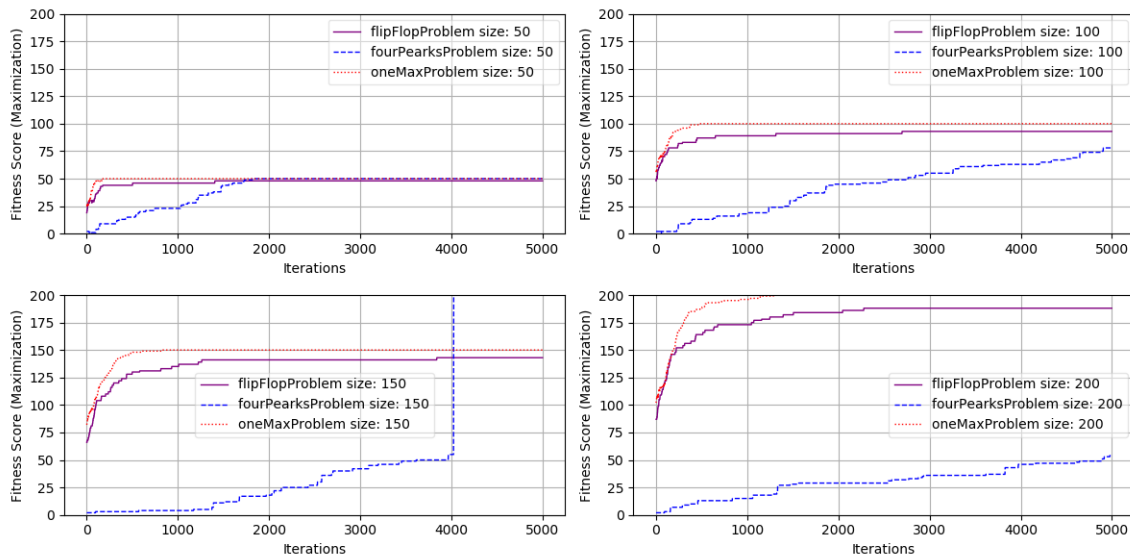 200
175
150
125
100
75
50
25
0
Fitness Score (Maximization)
flipFlopProblem size: 50
fourPearksProblem size: 50
oneMaxProblem size: 50
0 1000 2000 3000 4000 5000
Iterations
200
175
150
125
100
75
50
25
0
Fitness Score (Maximization)
flipFlopProblem size: 100
fourPearksProblem size: 100
oneMaxProblem size: 100
0 1000 2000 3000 4000 5000
Iterations
200
175
150
125
100
75
50
25
0
Fitness Score (Maximization)
flipFlopProblem size: 150
fourPearksProblem size: 150
oneMaxProblem size: 150
0 1000 2000 3000 4000 5000
Iterations
200
175
150
125
100
75
50
25
0
Fitness Score (Maximization)
flipFlopProblem size: 200
fourPearksProblem size: 200
oneMaxProblem size: 200
0 1000 2000 3000 4000 5000
Iterations